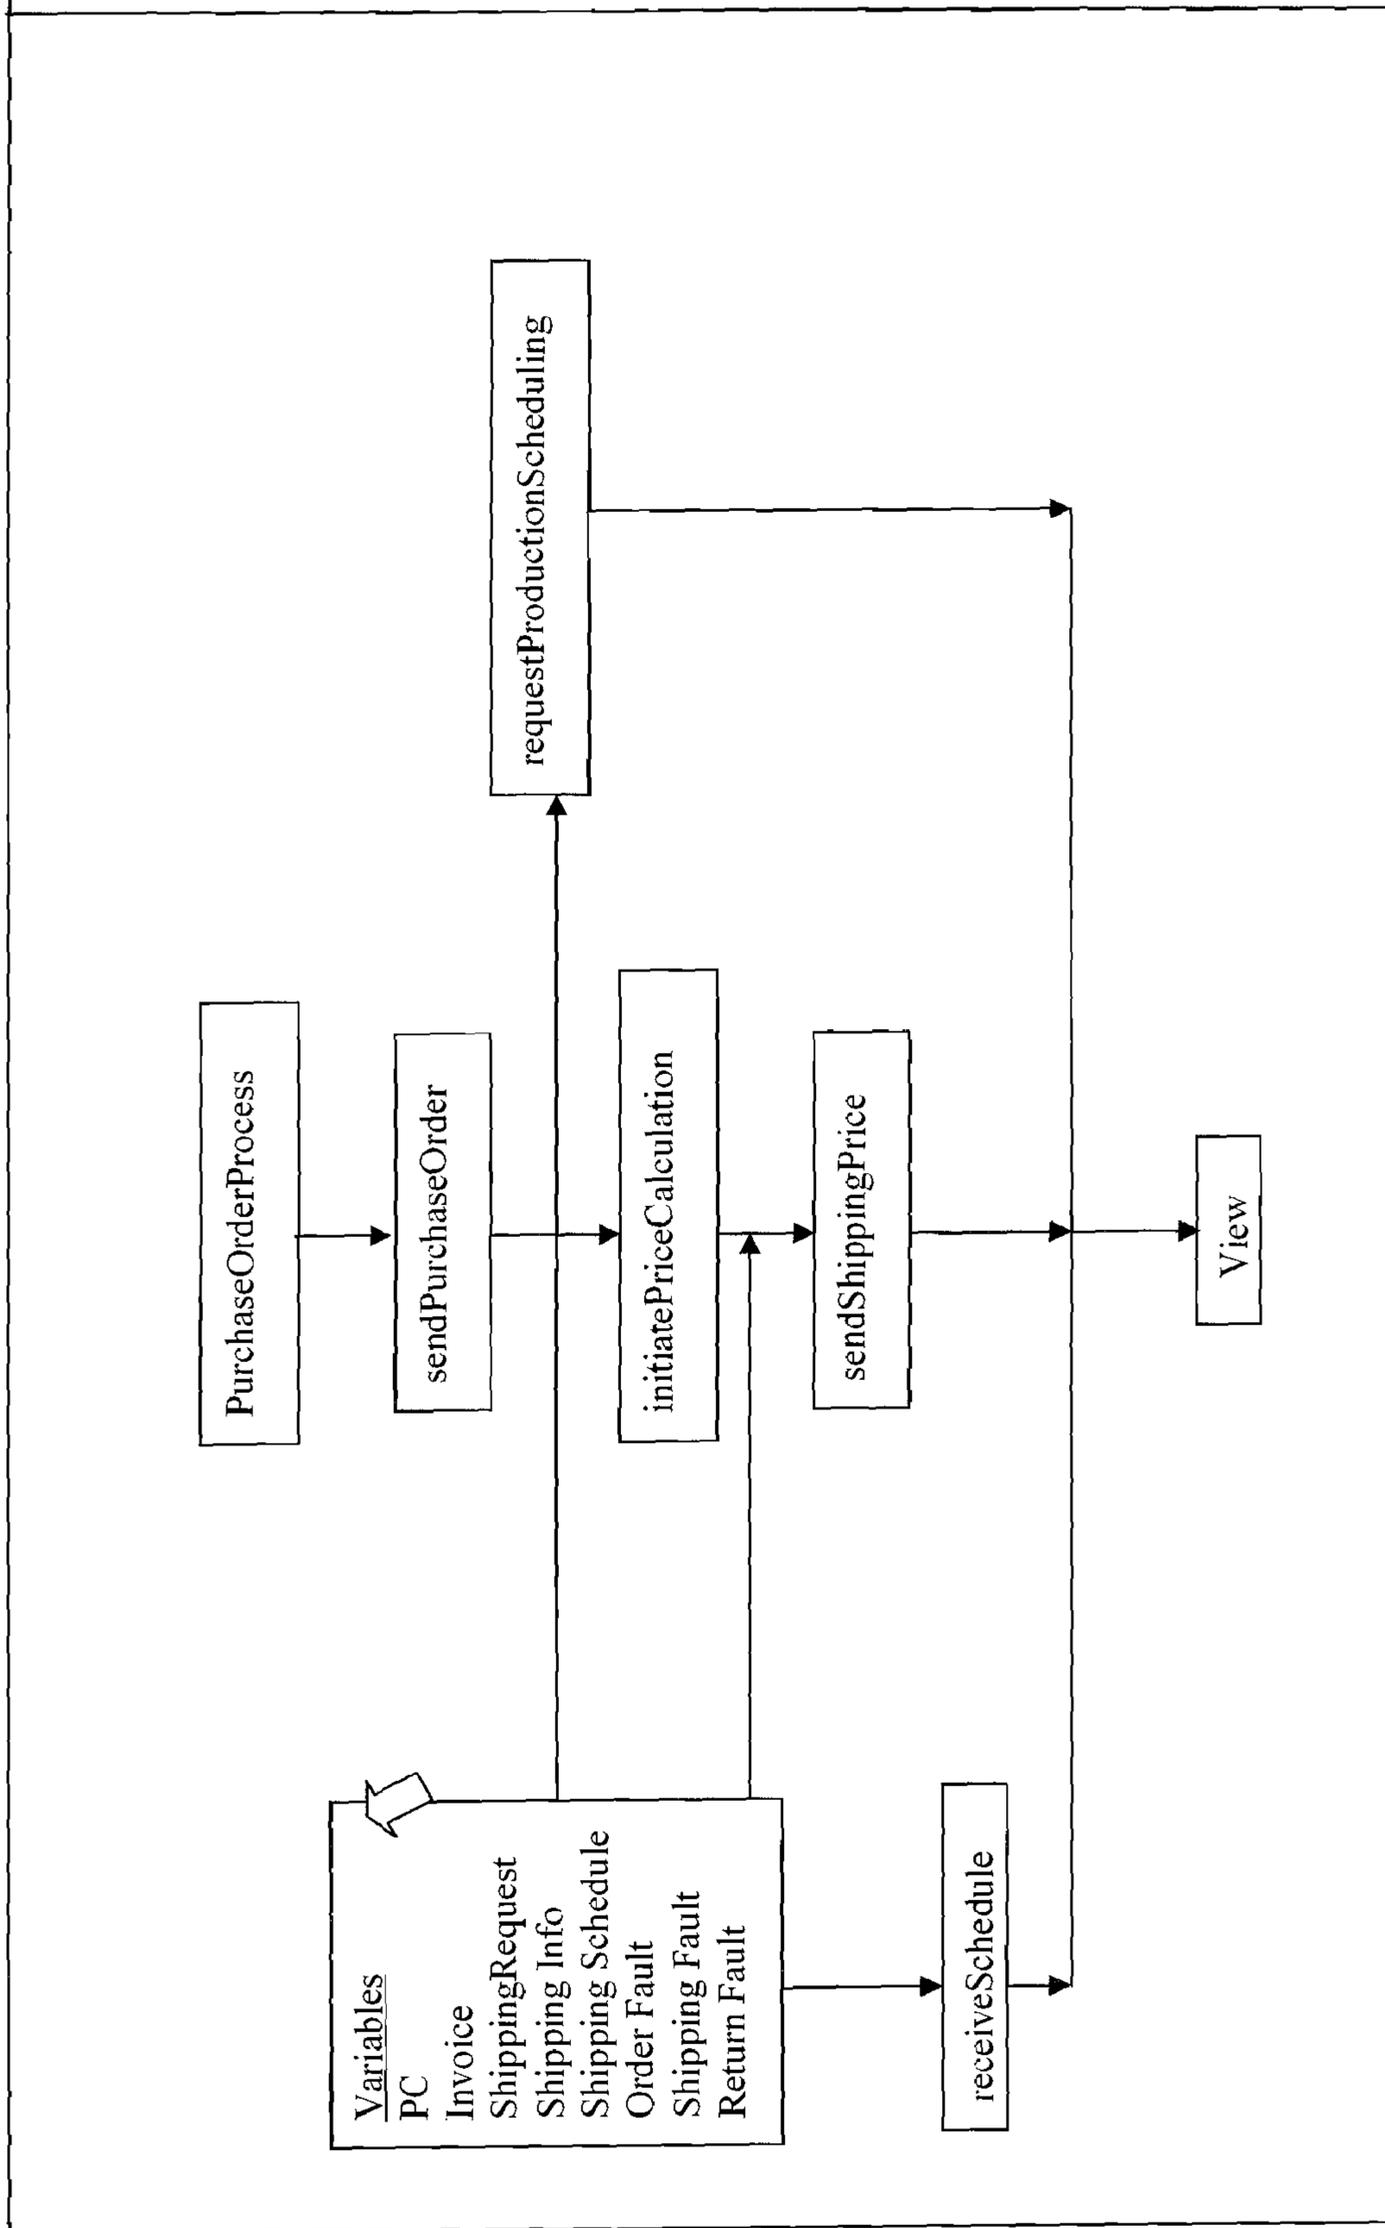 PurchaseOrderProcess
Variables
PC
Invoice
ShippingRequest
Shipping Info
Shipping Schedule
Order Fault
Shipping Fault
Return Fault
sendPurchaseOrder
requestProductionScheduling
initiatePriceCalculation
sendShippingPrice
receiveSchedule
View